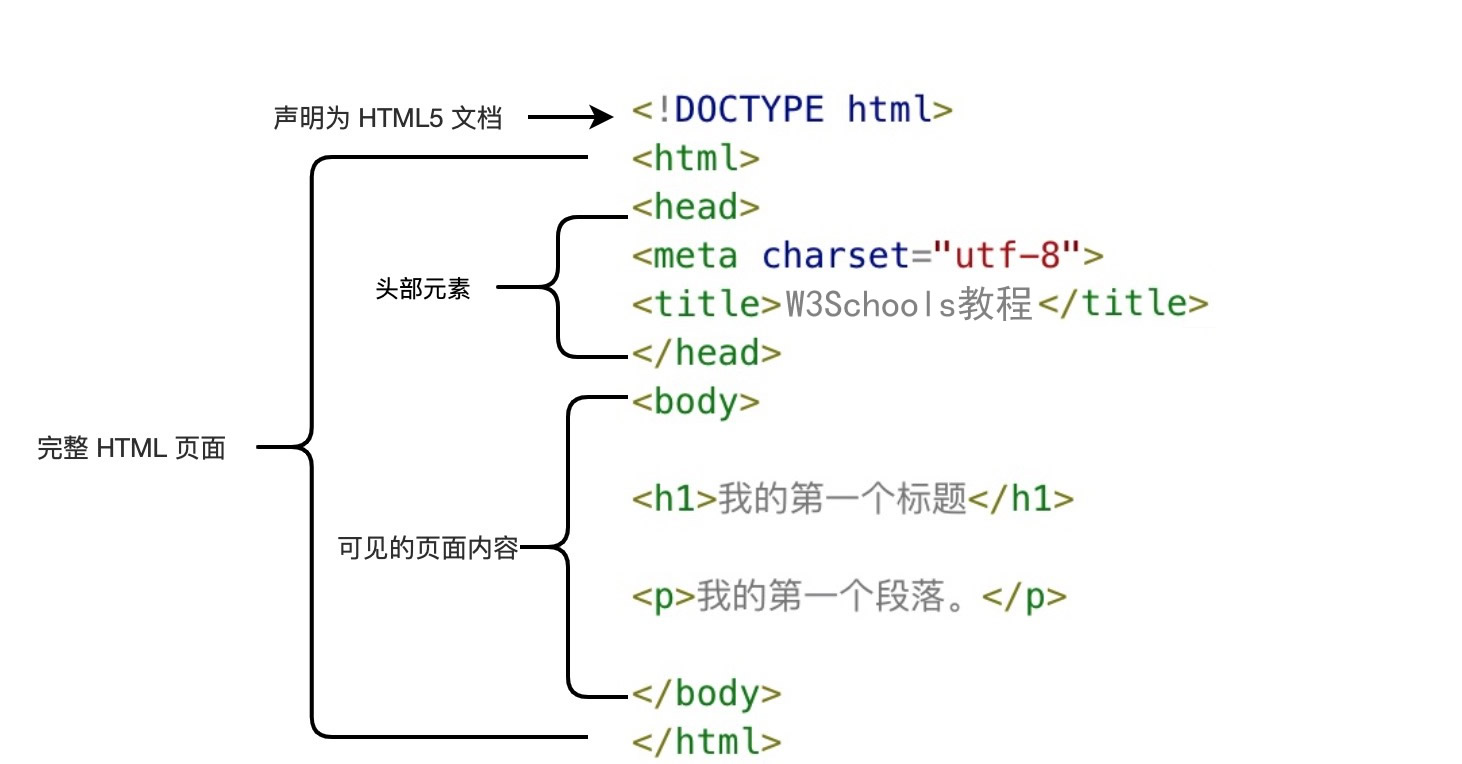 声明为 HTML5 文档
<!DOCTYPE html>
<html>
<head>
<meta charset="utf-8">
头部元素
<title>W3Schools教程</title>
</head>
<body>
完整 HTML 页面
<h1>我的第一个标题</h1>
可见的页面内容
<p>我的第一个段落。</p>
</body>
</html>